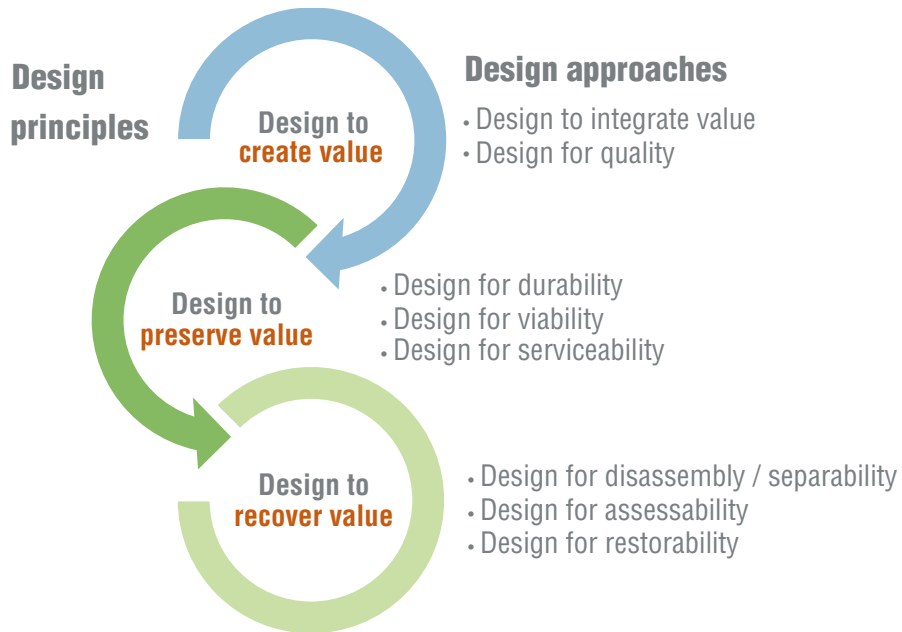 Design
principles
Design approaches
Design to
create value
• Design to integrate value
• Design for quality
Design to
preserve value
• Design for durability
• Design for viability
• Design for serviceability
Design to
recover value
• Design for disassembly / separability
• Design for assessability
• Design for restorability